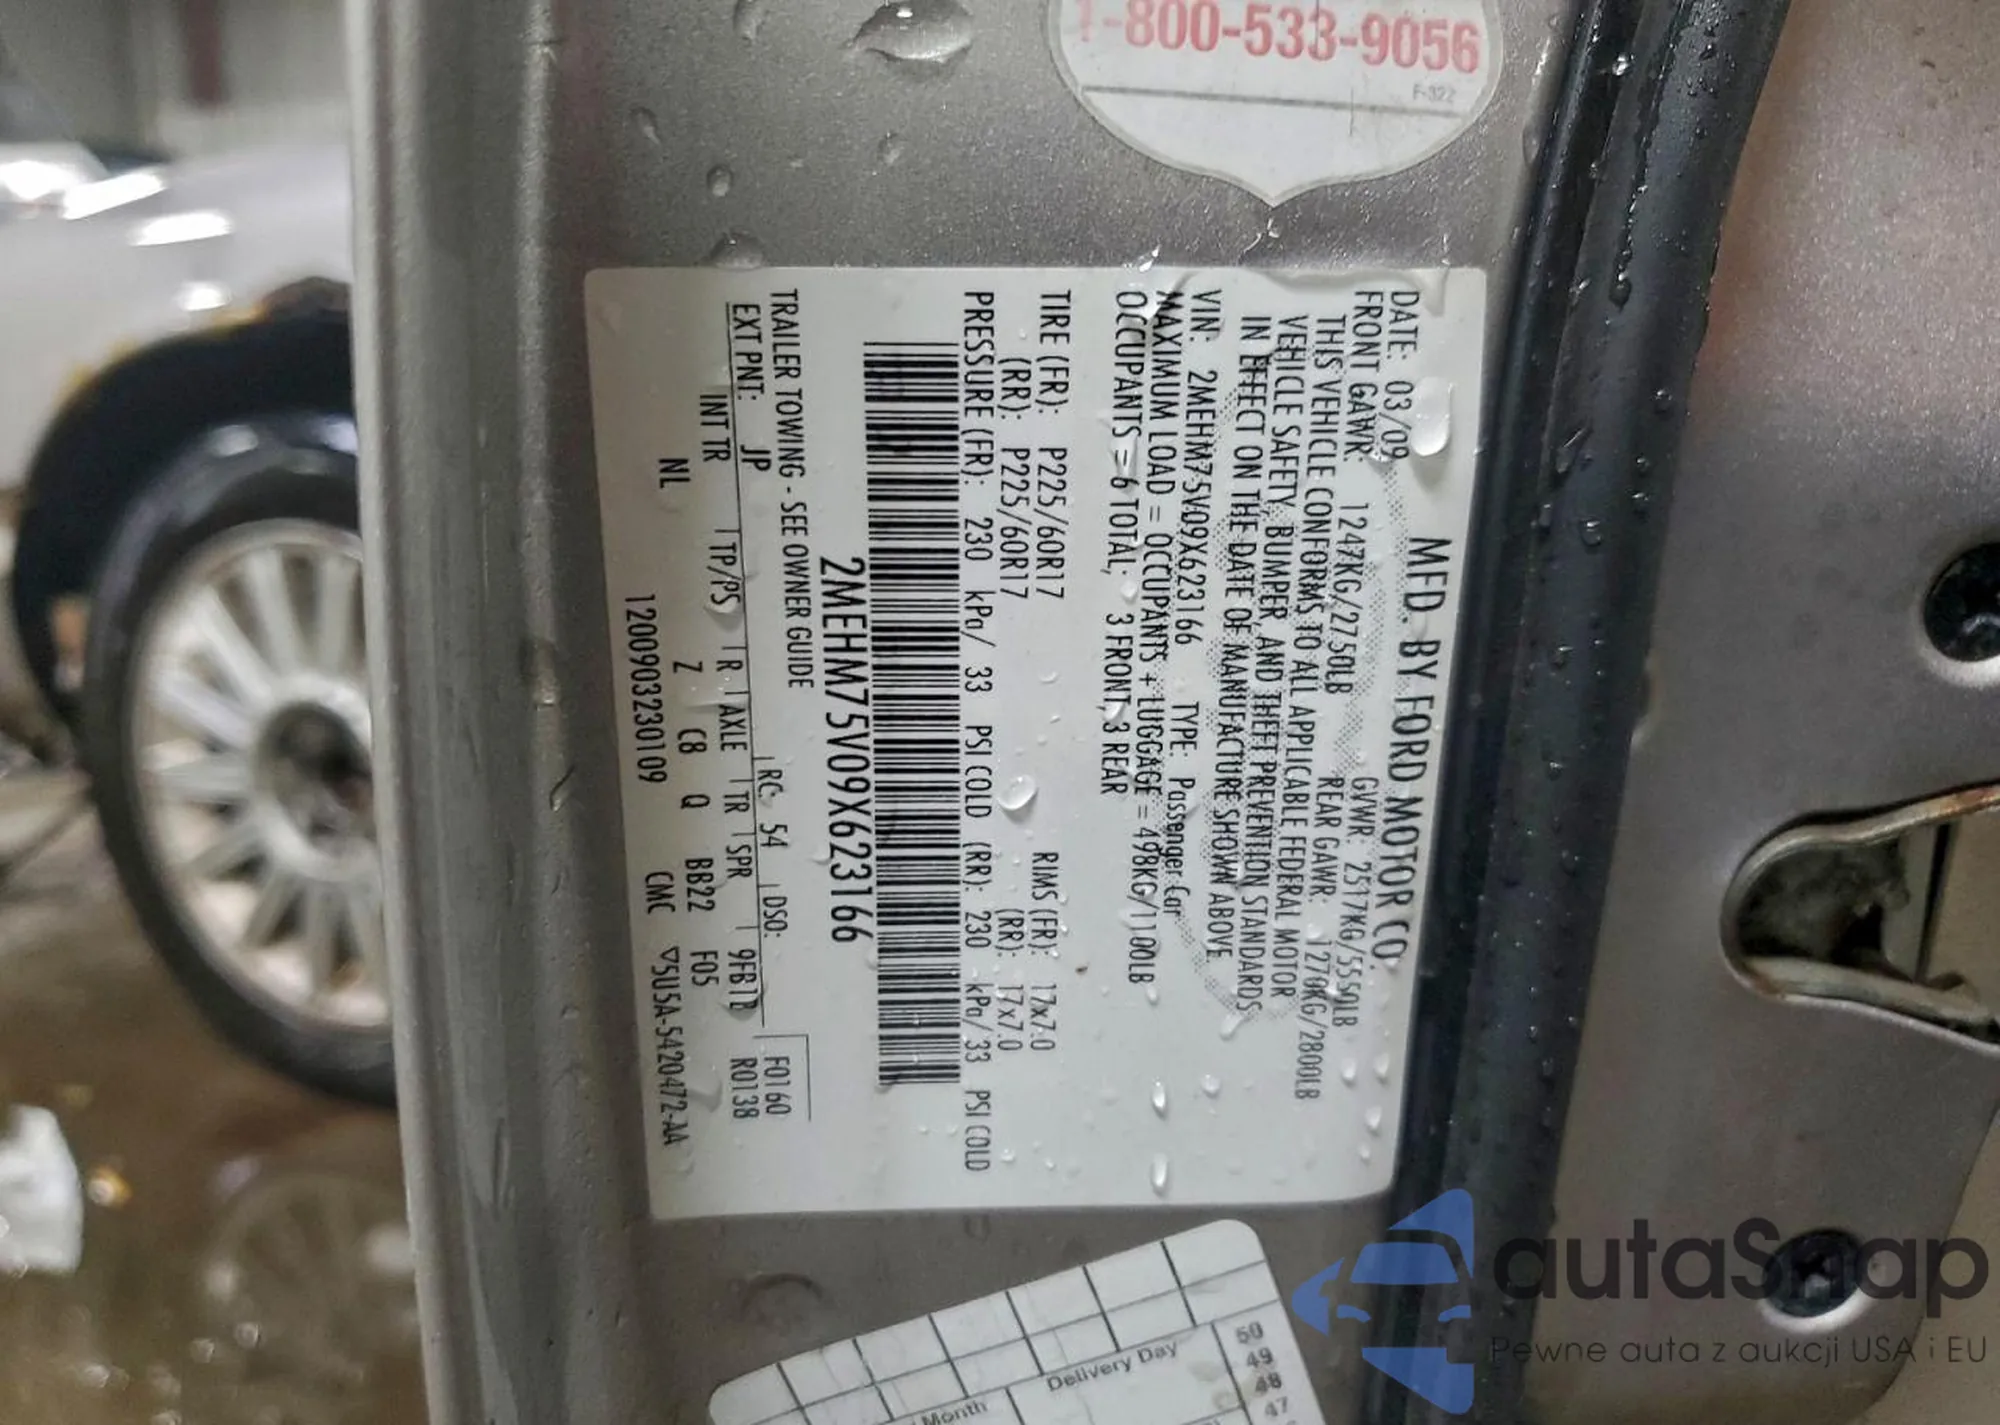 1-800-533-9056
F-322
MFD. BY FORD MOTOR CO.
DATE: 03/09 GVWR: 2517KG/5550LB
FRONT GAWR: 1247KG/2750LB REAR GAWR: 1270KG/2800LB
THIS VEHICLE CONFORMS TO ALL APPLICABLE FEDERAL MOTOR
VEHICLE SAFETY, BUMPER, AND THEFT PREVENTION STANDARDS
IN EFFECT ON THE DATE OF MANUFACTURE SHOWN ABOVE.
VIN: 2MEHM75V09X623166 TYPE: Passenger Car
MAXIMUM LOAD = OCCUPANTS + LUGGAGE = 498KG/1100LB
OCCUPANTS = 6 TOTAL, 3 FRONT, 3 REAR
TIRE (FR): P225/60R17 RIMS (FR): 17x7.0
(RR): P225/60R17 (RR): 17x7.0
PRESSURE (FR): 230 kPa/ 33 PSI COLD (RR): 230 kPa/ 33 PSI COLD
2MEHM75V09X623166
TRAILER TOWING - SEE OWNER GUIDE
EXT PNT: JP RC: 54 DSO: F0160
INT TR TP/PS R AXLE TR SPR 9FB1B R0138
NL Z C8 Q BB22 F05
1200903230109 CMC ▽5U5A-5420472-AA
Delivery Day
Month
50
49
48
47
autaSnap
Pewne auta z aukcji USA i EU